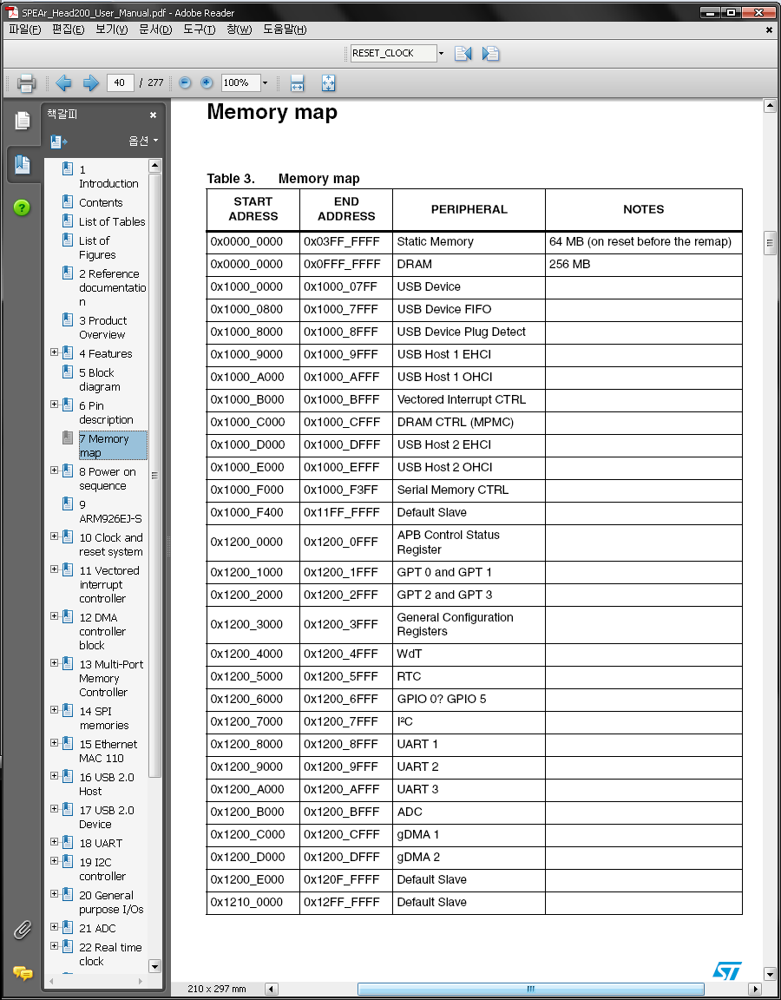 SPEAr_Head200_User_Manual.pdf - Adobe Reader
파일(F) 편집(E) 보기(V) 문서(D) 도구(T) 창(W) 도움말(H)
RESET_CLOCK
40 / 277 100%
책갈피
옵션
1
Introduction
Contents
List of Tables
List of
Figures
2 Reference
documentatio
n
3 Product
Overview
4 Features
5 Block
diagram
6 Pin
description
7 Memory
map
8 Power on
sequence
9
ARM926EJ-S
10 Clock and
reset system
11 Vectored
interrupt
controller
12 DMA
controller
block
13 Multi-Port
Memory
Controller
14 SPI
memories
15 Ethernet
MAC 110
16 USB 2.0
Host
17 USB 2.0
Device
18 UART
19 I2C
controller
20 General
purpose I/Os
21 ADC
22 Real time
clock
Memory map
Table 3. Memory map
START
ADRESS
END
ADDRESS
PERIPHERAL
NOTES
0x0000_0000 0x03FF_FFFF Static Memory 64 MB (on reset before the remap)
0x0000_0000 0x0FFF_FFFF DRAM 256 MB
0x1000_0000 0x1000_07FF USB Device
0x1000_0800 0x1000_7FFF USB Device FIFO
0x1000_8000 0x1000_8FFF USB Device Plug Detect
0x1000_9000 0x1000_9FFF USB Host 1 EHCI
0x1000_A000 0x1000_AFFF USB Host 1 OHCI
0x1000_B000 0x1000_BFFF Vectored Interrupt CTRL
0x1000_C000 0x1000_CFFF DRAM CTRL (MPMC)
0x1000_D000 0x1000_DFFF USB Host 2 EHCI
0x1000_E000 0x1000_EFFF USB Host 2 OHCI
0x1000_F000 0x1000_F3FF Serial Memory CTRL
0x1000_F400 0x11FF_FFFF Default Slave
0x1200_0000 0x1200_0FFF APB Control Status
Register
0x1200_1000 0x1200_1FFF GPT 0 and GPT 1
0x1200_2000 0x1200_2FFF GPT 2 and GPT 3
0x1200_3000 0x1200_3FFF General Configuration
Registers
0x1200_4000 0x1200_4FFF WdT
0x1200_5000 0x1200_5FFF RTC
0x1200_6000 0x1200_6FFF GPIO 0? GPIO 5
0x1200_7000 0x1200_7FFF I²C
0x1200_8000 0x1200_8FFF UART 1
0x1200_9000 0x1200_9FFF UART 2
0x1200_A000 0x1200_AFFF UART 3
0x1200_B000 0x1200_BFFF ADC
0x1200_C000 0x1200_CFFF gDMA 1
0x1200_D000 0x1200_DFFF gDMA 2
0x1200_E000 0x120F_FFFF Default Slave
0x1210_0000 0x12FF_FFFF Default Slave
ST
210 x 297 mm